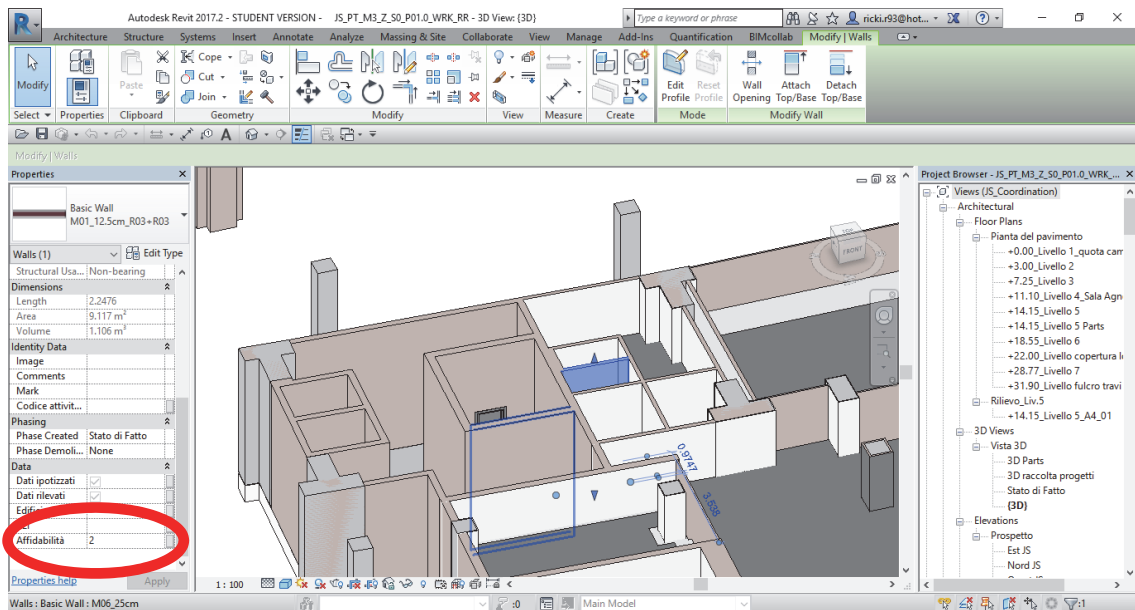 Autodesk Revit 2017.2 - STUDENT VERSION - JS_PT_M3_Z_S0_P01.0_WRK_RR - 3D View: {3D}
Type a keyword or phrase
ricki.r93@hot...
Architecture Structure Systems Insert Annotate Analyze Massing & Site Collaborate View Manage Add-Ins Quantification BIMcollab Modify | Walls
Modify
Paste
Cope
Cut
Join
Edit Profile
Reset Profile
Wall Opening
Attach Top/Base
Detach Top/Base
Select Properties Clipboard Geometry Modify View Measure Create Mode Modify Wall
Modify | Walls
Properties
Basic Wall
M01_12.5cm_R03+R03
Walls (1) Edit Type
Structural Usa... Non-bearing
Dimensions
Length 2.2476
Area 9.117 m²
Volume 1.106 m³
Identity Data
Image
Comments
Mark
Codice attivit...
Phasing
Phase Created Stato di Fatto
Phase Demoli... None
Data
Dati ipotizzati
Dati rilevati
Affidabilità 2
Properties help Apply
TOP
FRONT
0.9747
3.538
1 : 100
Project Browser - JS_PT_M3_Z_S0_P01.0_WRK_...
Views (JS_Coordination)
Architectural
Floor Plans
Pianta del pavimento
+0.00_Livello 1_quota cam
+3.00_Livello 2
+7.25_Livello 3
+11.10_Livello 4_Sala Agn
+14.15_Livello 5
+14.15_Livello 5 Parts
+18.55_Livello 6
+22.00_Livello copertura l
+28.77_Livello 7
+31.90_Livello fulcro travi
Rilievo_Liv.5
+14.15_Livello 5_A4_01
3D Views
Vista 3D
3D Parts
3D raccolta progetti
Stato di Fatto
{3D}
Elevations
Prospetto
Est JS
Nord JS
Walls : Basic Wall : M06_25cm
:0
Main Model
:1